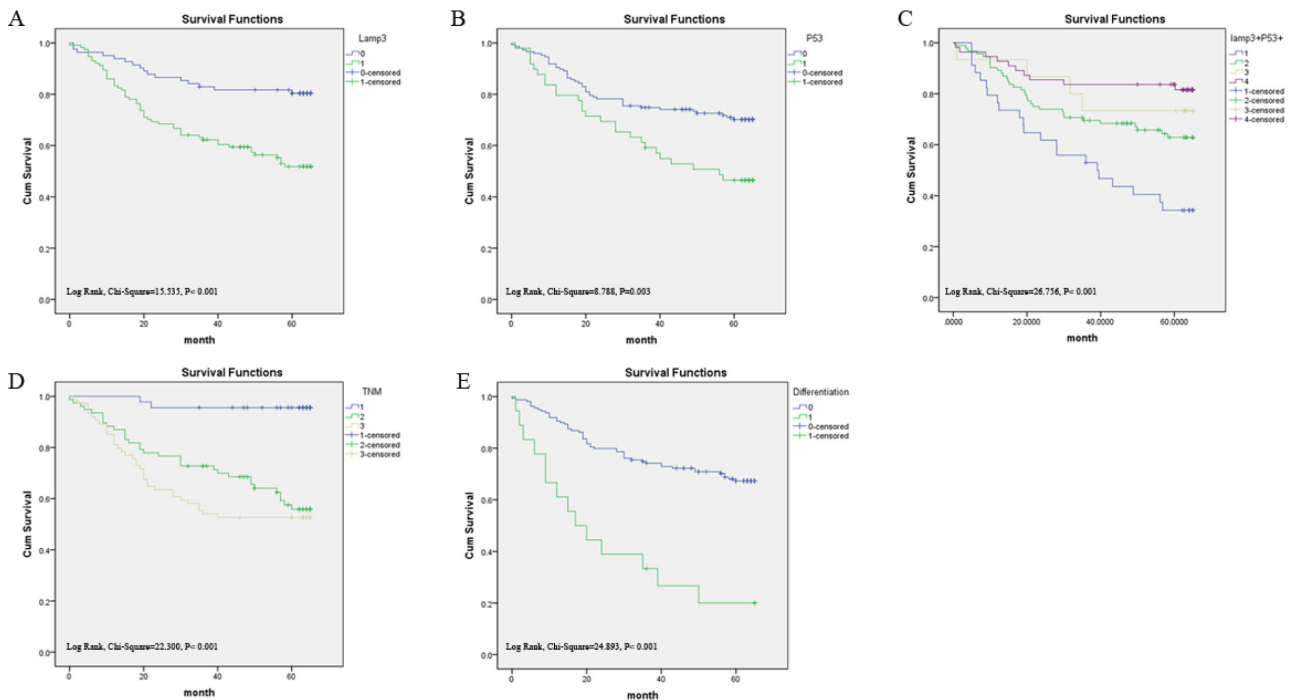 A
Survival Functions
Lamp3
0
1
0-censored
1-censored
Cum Survival
1.0
0.8
0.6
0.4
0.2
0.0
Log Rank, Chi-Square=15.535, P< 0.001
0 20 40 60
month
B
Survival Functions
P53
0
1
0-censored
1-censored
Cum Survival
1.0
0.8
0.6
0.4
0.2
0.0
Log Rank, Chi-Square=8.788, P=0.003
0 20 40 60
month
C
Survival Functions
lamp3+P53+
1
2
3
4
1-censored
2-censored
3-censored
4-censored
Cum Survival
1.0
0.8
0.6
0.4
0.2
0.0
Log Rank, Chi-Square=26.756, P< 0.001
.0000 20.0000 40.0000 60.0000
month
D
Survival Functions
TNM
1
2
3
1-censored
2-censored
3-censored
Cum Survival
1.0
0.8
0.6
0.4
0.2
0.0
Log Rank, Chi-Square=22.300, P< 0.001
0 20 40 60
month
E
Survival Functions
Differentiation
0
1
0-censored
1-censored
Cum Survival
1.0
0.8
0.6
0.4
0.2
0.0
Log Rank, Chi-Square=24.893, P< 0.001
0 20 40 60
month